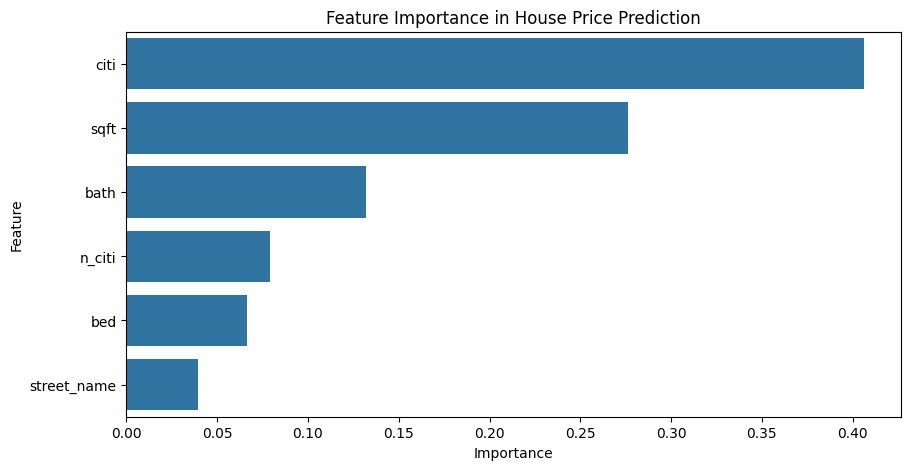 Feature Importance in House Price Prediction
Feature
citi
sqft
bath
n_citi
bed
street_name
0.00 0.05 0.10 0.15 0.20 0.25 0.30 0.35 0.40
Importance